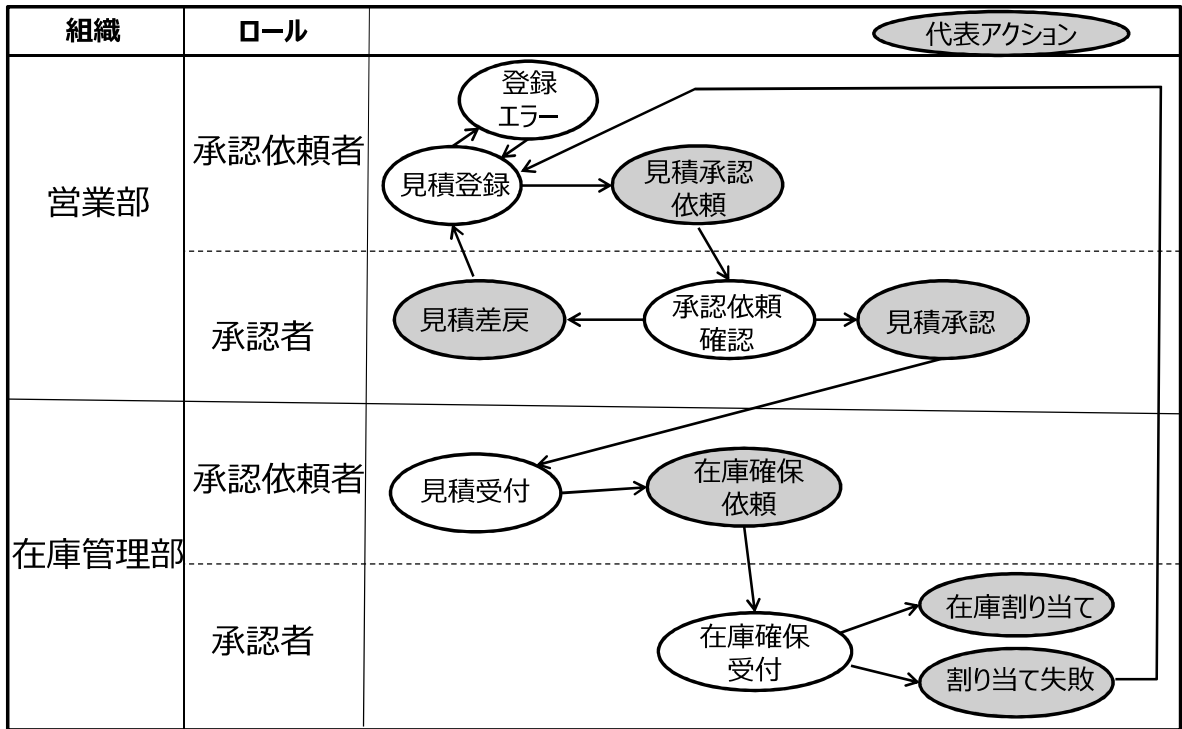 組織
ロール
代表アクション
営業部
承認依頼者
登録
エラー
見積登録
見積承認
依頼
承認者
見積差戻
承認依頼
確認
見積承認
在庫管理部
承認依頼者
見積受付
在庫確保
依頼
承認者
在庫確保
受付
在庫割り当て
割り当て失敗